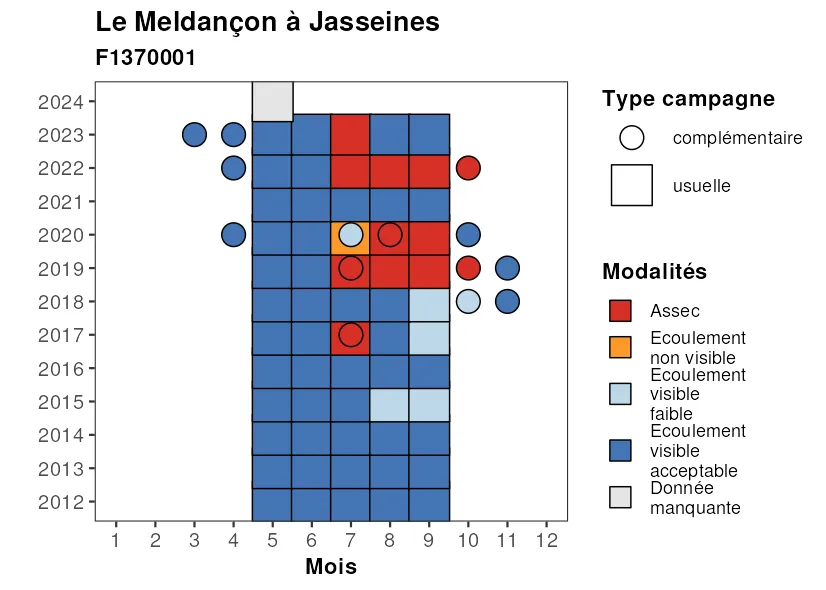 Le Meldançon à Jasseines
F1370001
2024
2023
2022
2021
2020
2019
2018
2017
2016
2015
2014
2013
2012
1 2 3 4 5 6 7 8 9 10 11 12
Mois
Type campagne
complémentaire
usuelle
Modalités
Assec
Ecoulement
non visible
Ecoulement
visible
faible
Ecoulement
visible
acceptable
Donnée
manquante